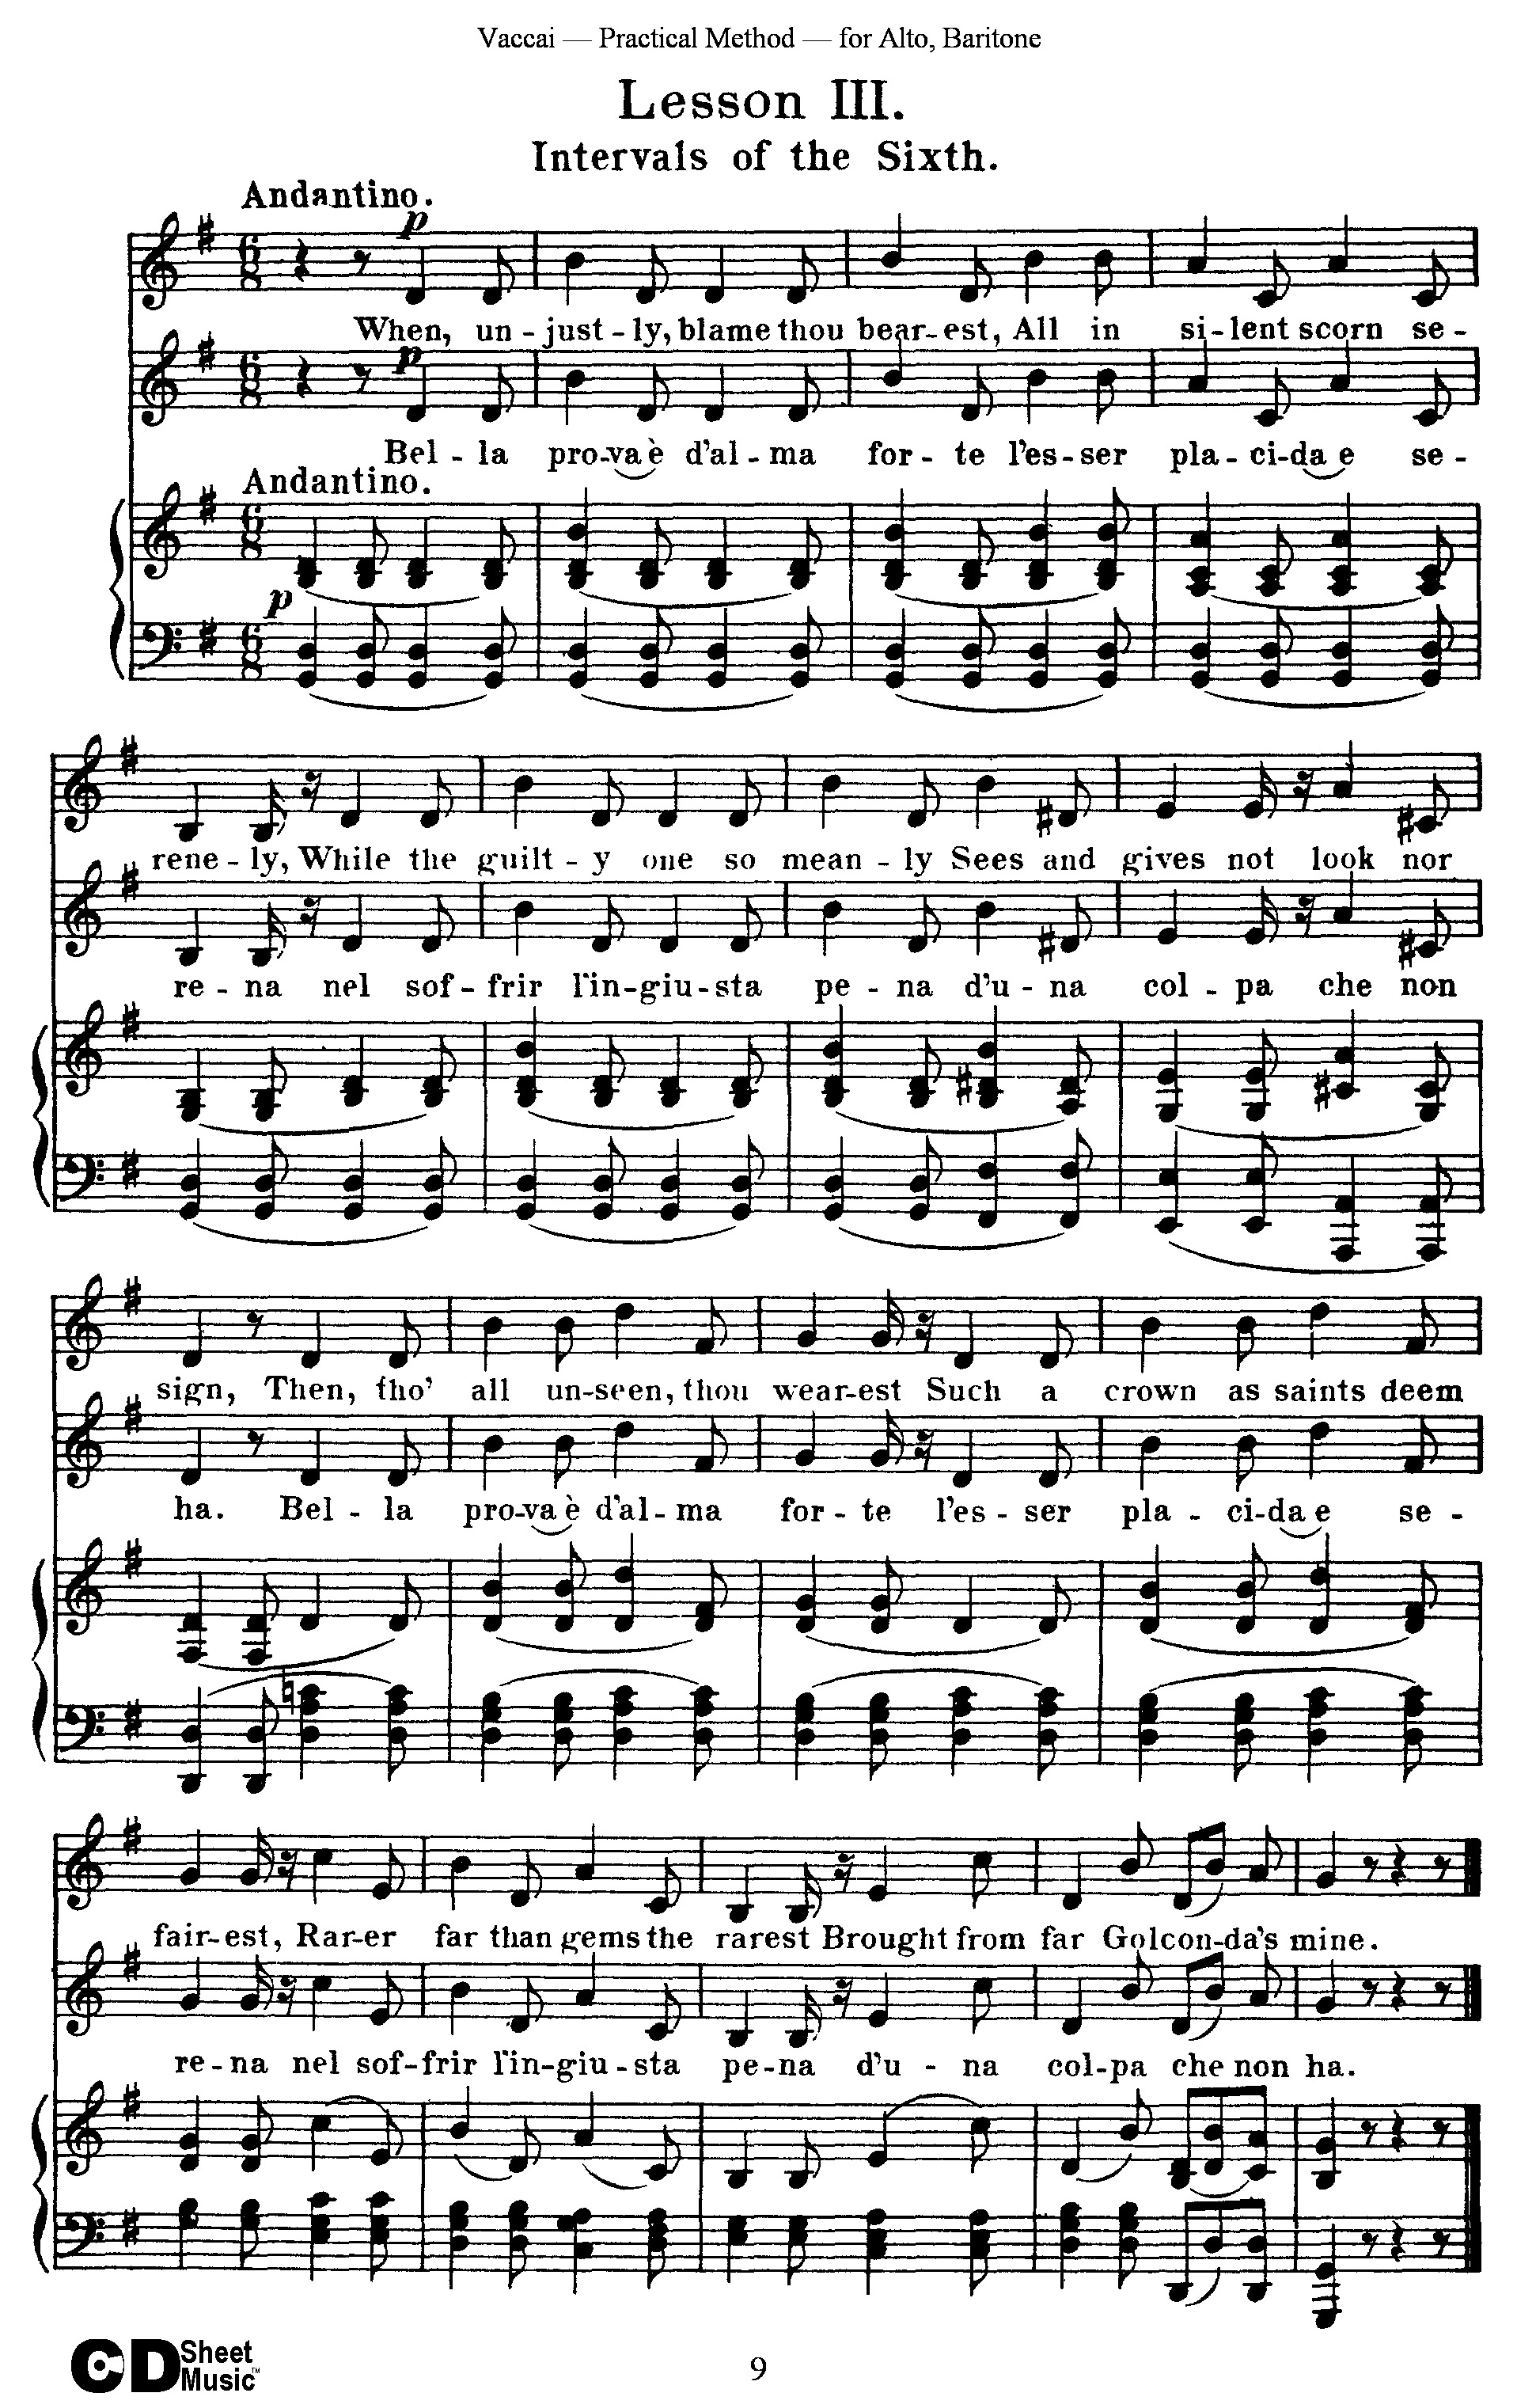 Vaccai — Practical Method — for Alto, Baritone
Lesson III.
Intervals of the Sixth.
Andantino.
p
When, un - just - ly, blame thou bear - est, All in si - lent scorn se -
p
Bel - la pro - va è d'al - ma for - te l'es - ser pla - ci - da e se -
Andantino.
p
rene - ly, While the guilt - y one so mean - ly Sees and gives not look nor
re - na nel sof - frir l'in - giu - sta pe - na d'u - na col - pa che non
sign, Then, tho' all un - seen, thou wear - est Such a crown as saints deem
ha. Bel - la pro - va è d'al - ma for - te l'es - ser pla - ci - da e se -
fair - est, Rar - er far than gems the rarest Brought from far Golcon - da's mine.
re - na nel sof - frir l'in - giu - sta pe - na d'u - na col - pa che non ha.
CD Sheet Music™
9